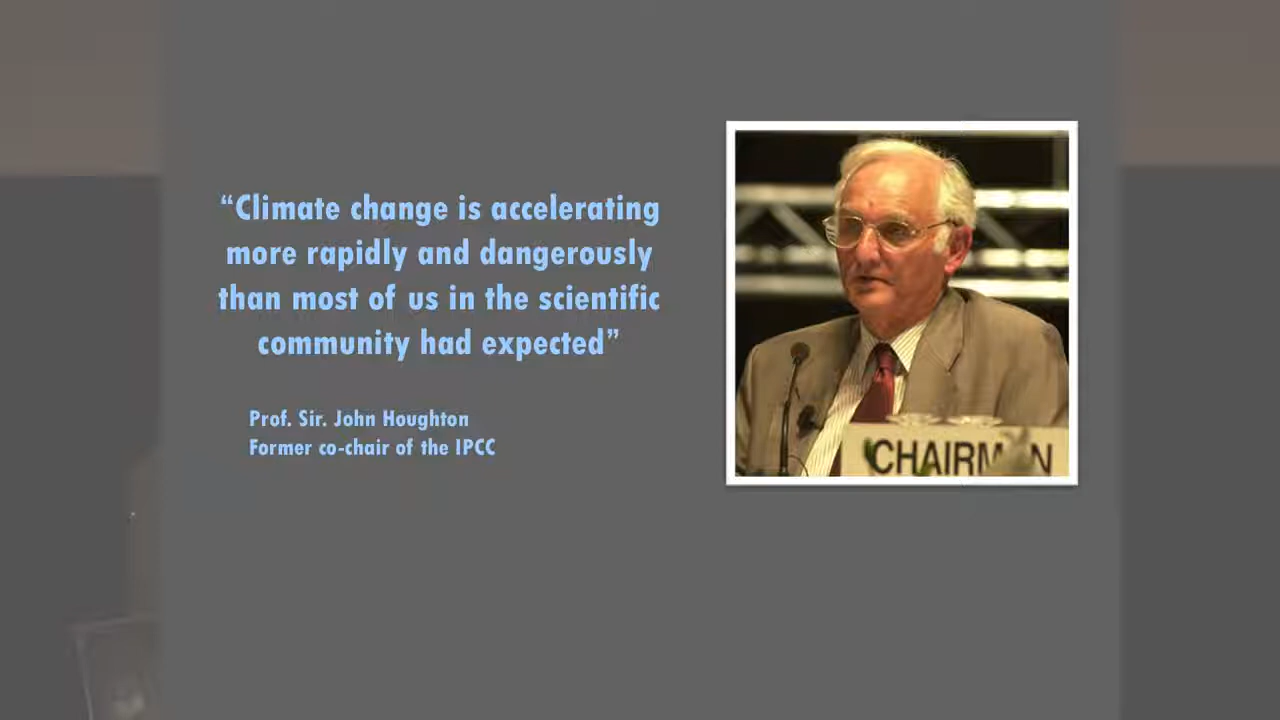 “Climate change is accelerating
more rapidly and dangerously
than most of us in the scientific
community had expected”
Prof. Sir. John Houghton
Former co-chair of the IPCC
CHAIRMAN